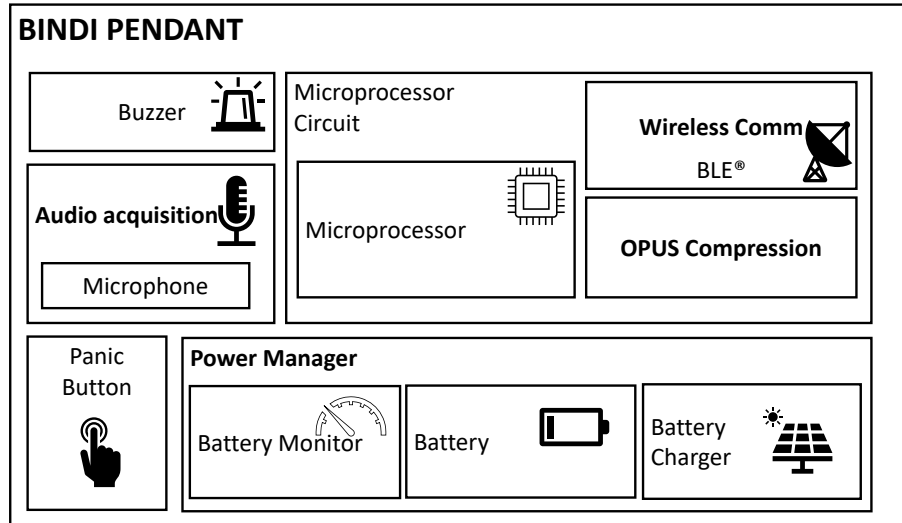 BINDI PENDANT
Buzzer
Microprocessor
Circuit
Wireless Comm
BLE®
Audio acquisition
Microphone
Microprocessor
OPUS Compression
Panic
Button
Power Manager
Battery Monitor
Battery
Battery
Charger